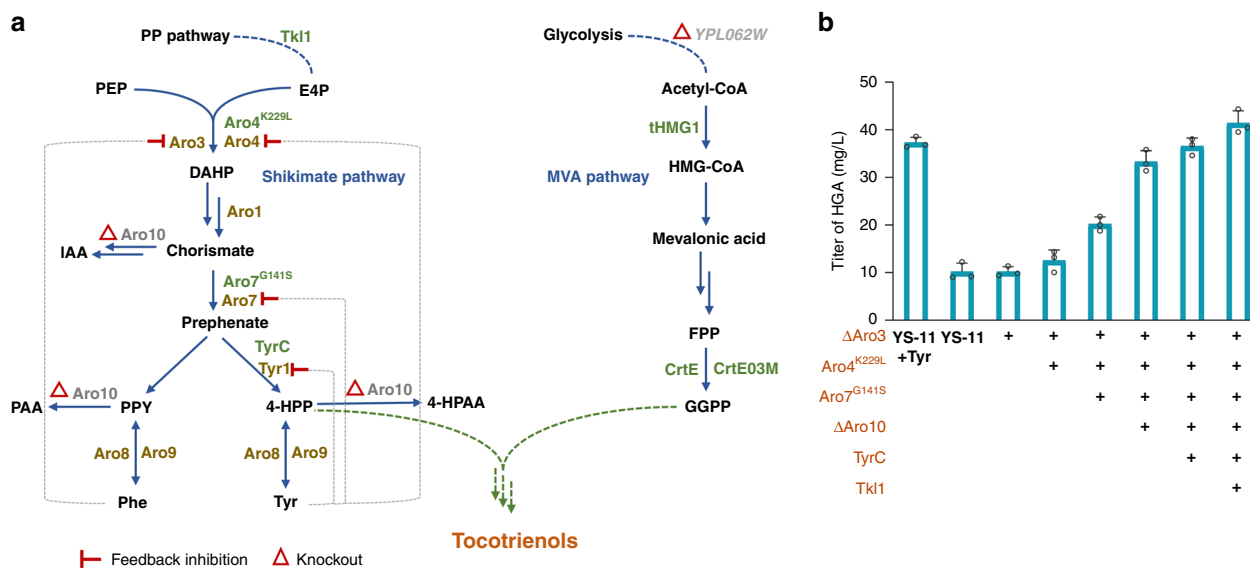 a
PP pathway
Tkl1
PEP
E4P
Aro4K229L
Aro3
Aro4
DAHP
Shikimate pathway
Aro1
Aro10
IAA
Chorismate
Aro7G141S
Aro7
Prephenate
TyrC
Tyr1
Aro10
Aro10
PAA
PPY
4-HPP
4-HPAA
Aro8
Aro9
Aro8
Aro9
Phe
Tyr
Glycolysis
YPL062W
Acetyl-CoA
tHMG1
HMG-CoA
MVA pathway
Mevalonic acid
FPP
CrtE
CrtE03M
GGPP
Tocotrienols
Feedback inhibition
Knockout
b
Titer of HGA (mg/L)
50
40
30
20
10
0
ΔAro3 YS-11 YS-11 + + + + + +
+Tyr
Aro4K229L + + + + +
Aro7G141S + + + +
ΔAro10 + + +
TyrC + +
Tkl1 +